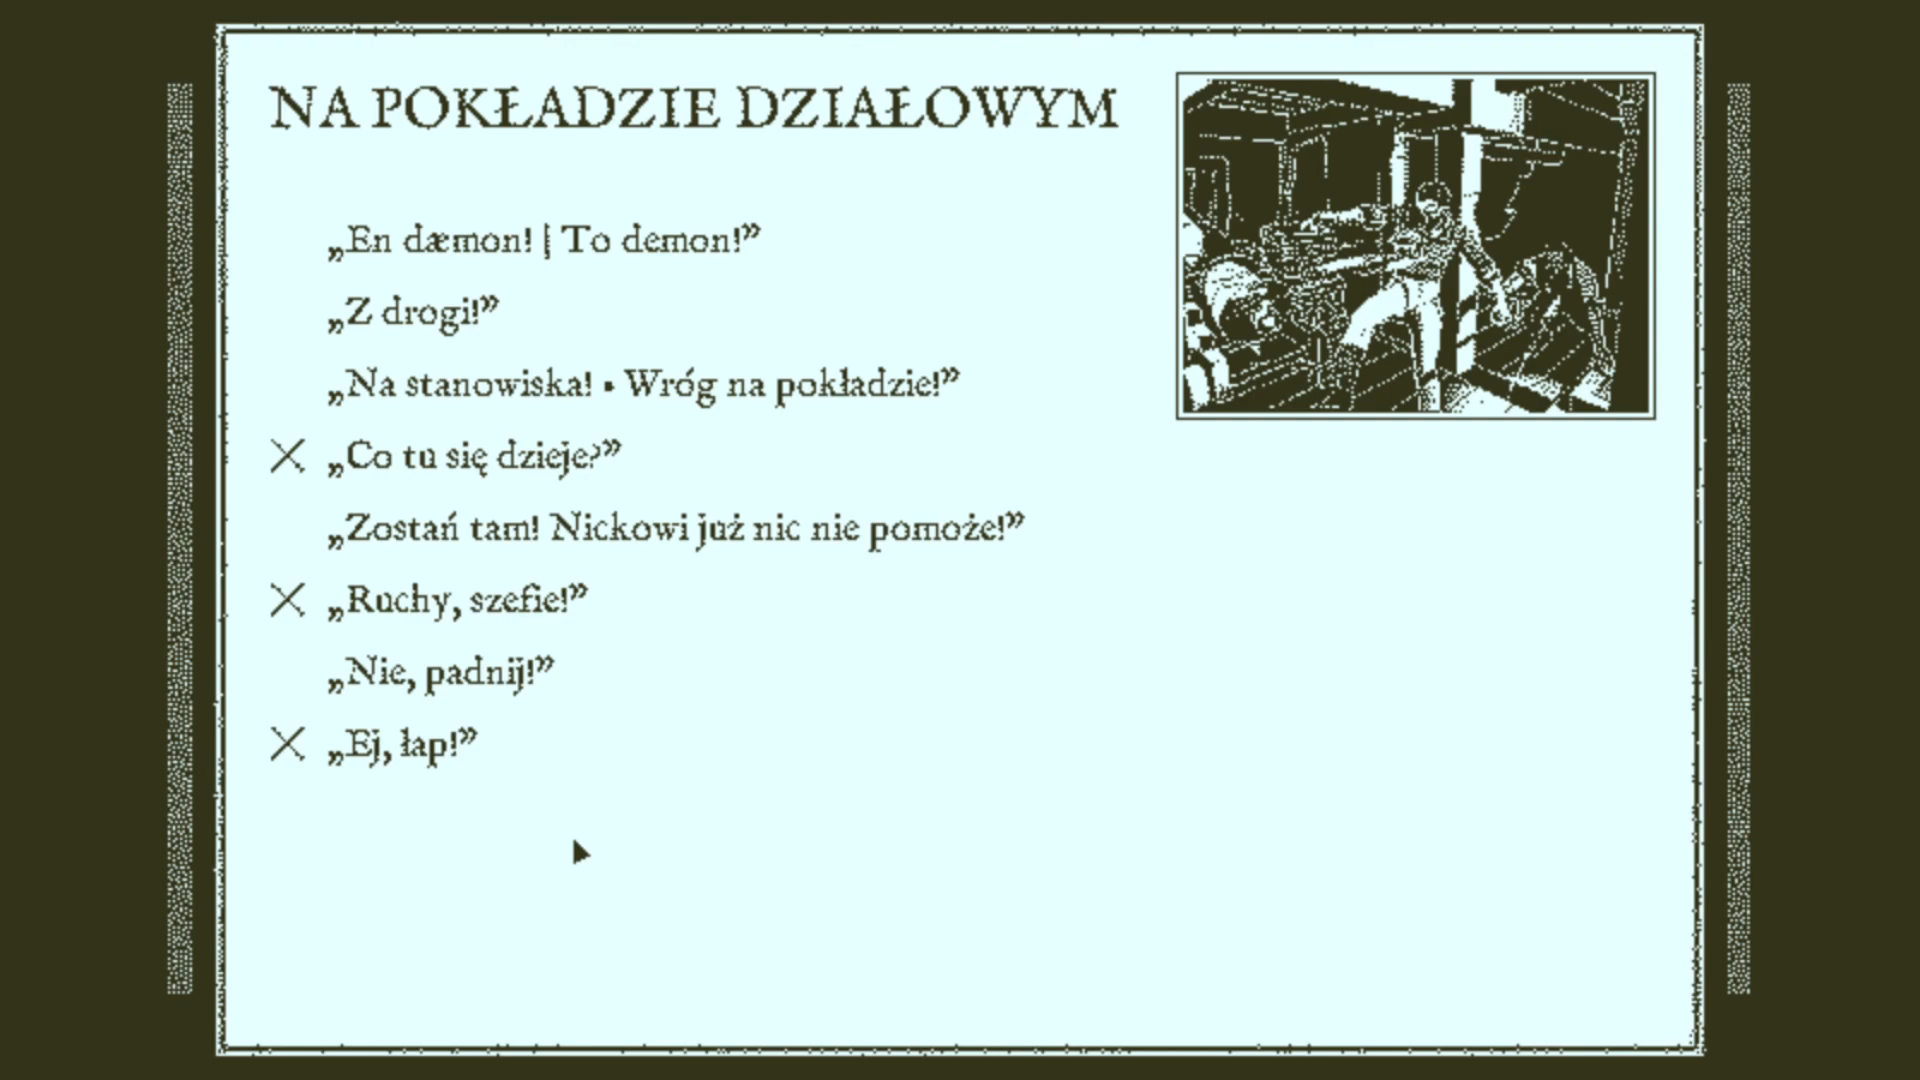 NA POKŁADZIE DZIAŁOWYM
„En dæmon! | To demon!”
„Z drogi!”
„Na stanowiska! • Wróg na pokładzie!”
„Co tu się dzieje?”
„Zostań tam! Nickowi już nic nie pomoże!”
„Ruchy, szefie!”
„Nie, padnij!”
„Ej, łap!”